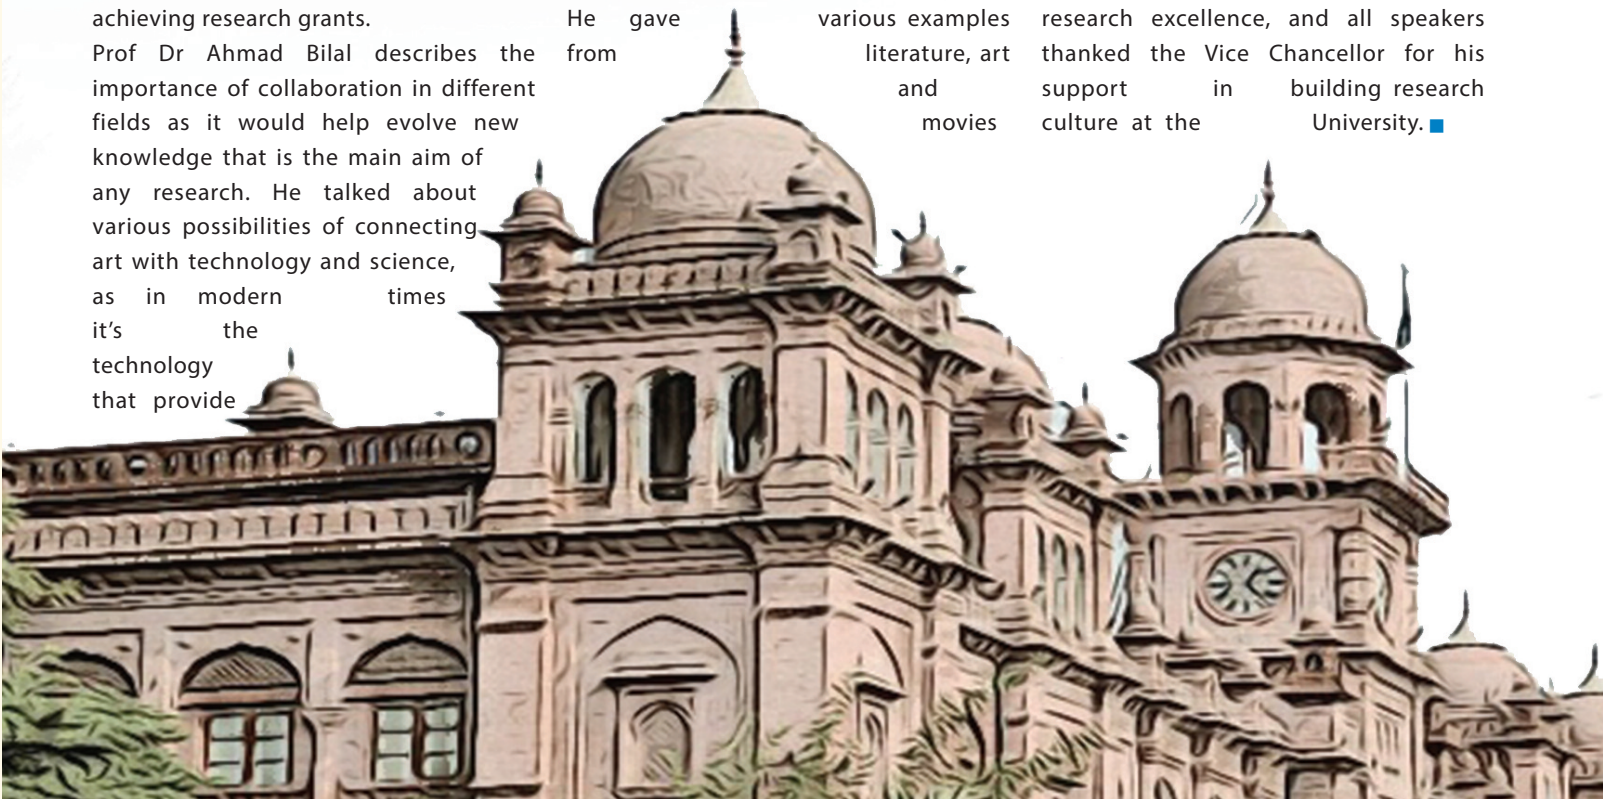 achieving research grants.
Prof Dr Ahmad Bilal describes the
importance of collaboration in different
fields as it would help evolve new
knowledge that is the main aim of
any research. He talked about
various possibilities of connecting
art with technology and science,
as in modern times
it's the
technology
that provide
He gave various examples
from literature, art
and
movies
research excellence, and all speakers
thanked the Vice Chancellor for his
support in building research
culture at the University.